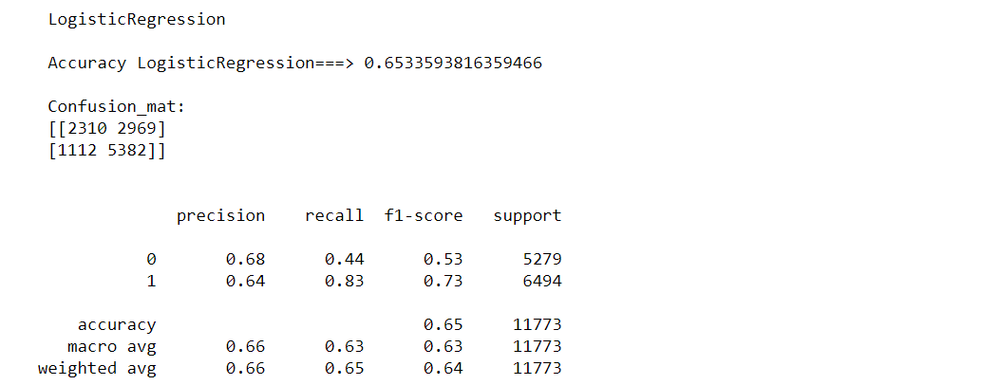 LogisticRegression
Accuracy LogisticRegression===> 0.6533593816359466
Confusion_mat:
[[2310 2969]
[1112 5382]]
precision recall f1-score support
0 0.68 0.44 0.53 5279
1 0.64 0.83 0.73 6494
accuracy 0.65 11773
macro avg 0.66 0.63 0.63 11773
weighted avg 0.66 0.65 0.64 11773